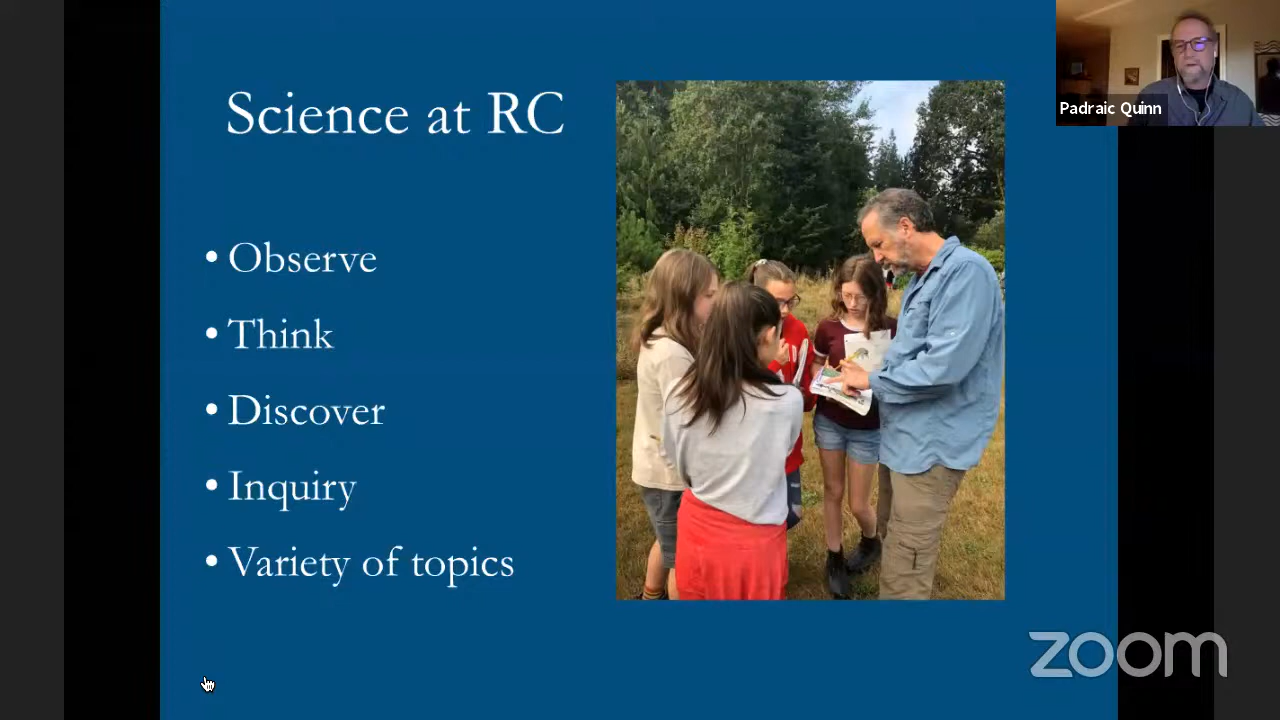 Science at RC
• Observe
• Think
• Discover
• Inquiry
• Variety of topics
Padraic Quinn
zoom